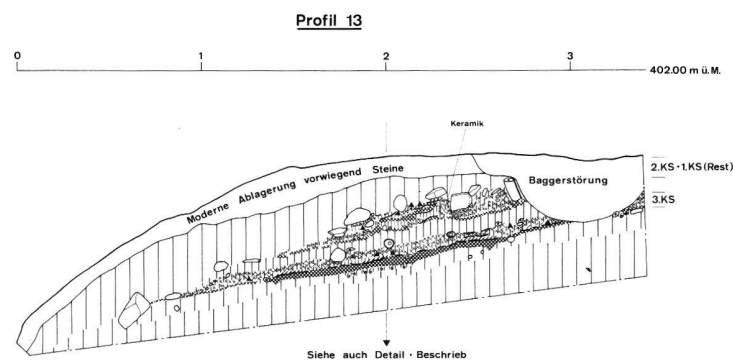 Profil 13
0 1 2 3
402.00 m ü.M.
Keramik
2.KS · 1.KS (Rest)
Moderne Ablagerung vorwiegend Steine
Baggerstörung
3.KS
Siehe auch Detail · Beschrieb